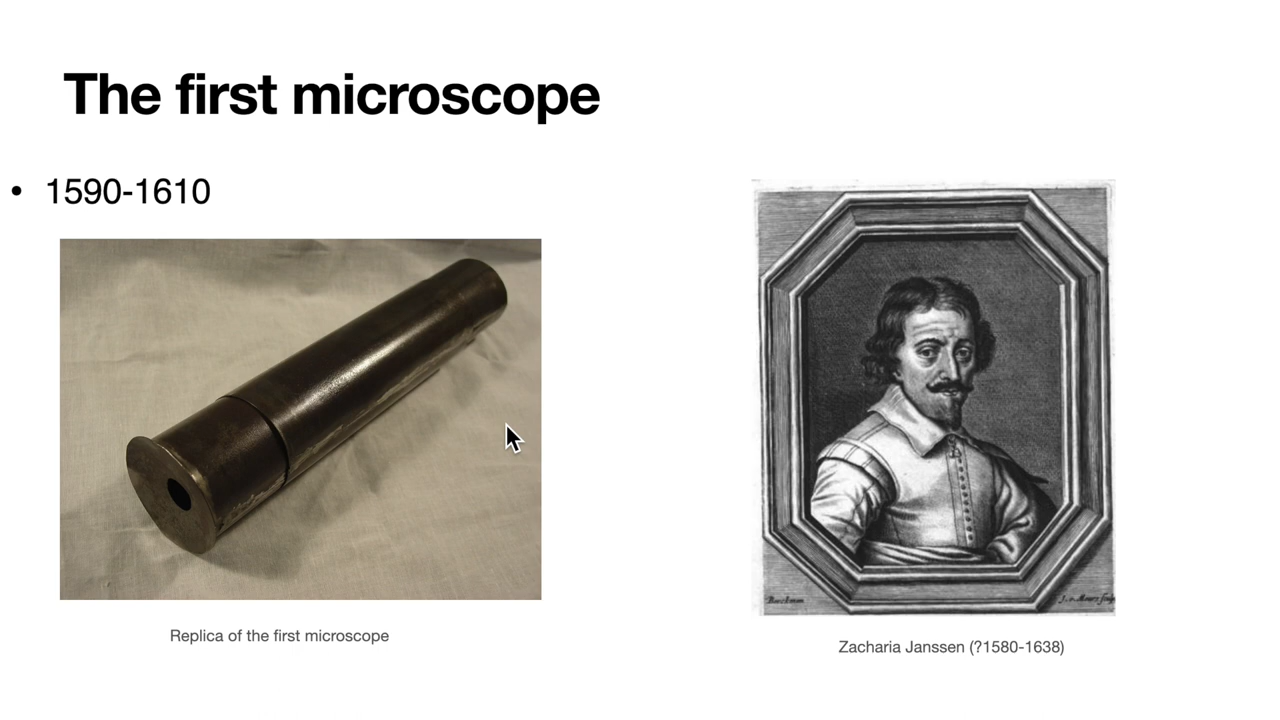 The first microscope
• 1590-1610
Replica of the first microscope
Zacharia Janssen (?1580-1638)